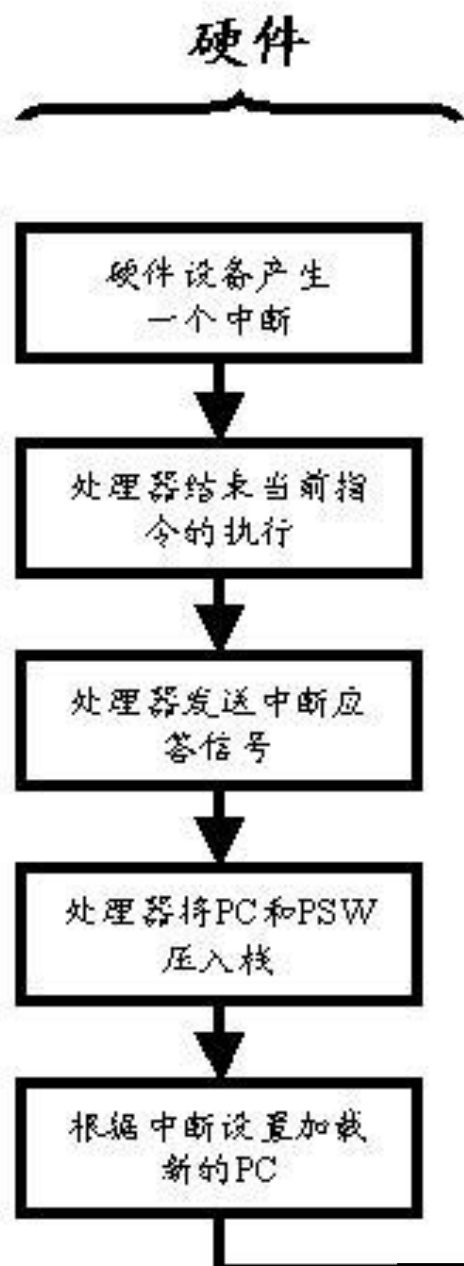 硬件
硬件设备产生
一个中断
处理器结束当前指
令的执行
处理器发送中断应
答信号
处理器将PC和PSW
压入栈
根据中断设置加载
新的PC